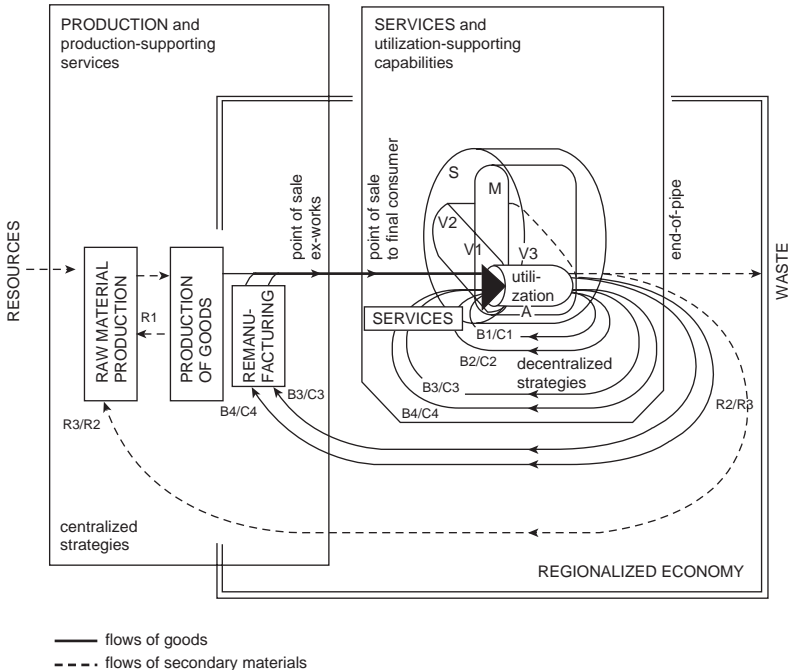 PRODUCTION and
production-supporting
services
SERVICES and
utilization-supporting
capabilities
point of sale
ex-works
point of sale
to final consumer
end-of-pipe
S
M
V2
V1
V3
RESOURCES
WASTE
RAW MATERIAL
PRODUCTION
R1
PRODUCTION
OF GOODS
REMANU-
FACTURING
SERVICES
utili-
zation
A
B1/C1
B2/C2
decentralized
strategies
B3/C3
B4/C4
B3/C3
B4/C4
R2/R3
R3/R2
centralized
strategies
REGIONALIZED ECONOMY
flows of goods
flows of secondary materials